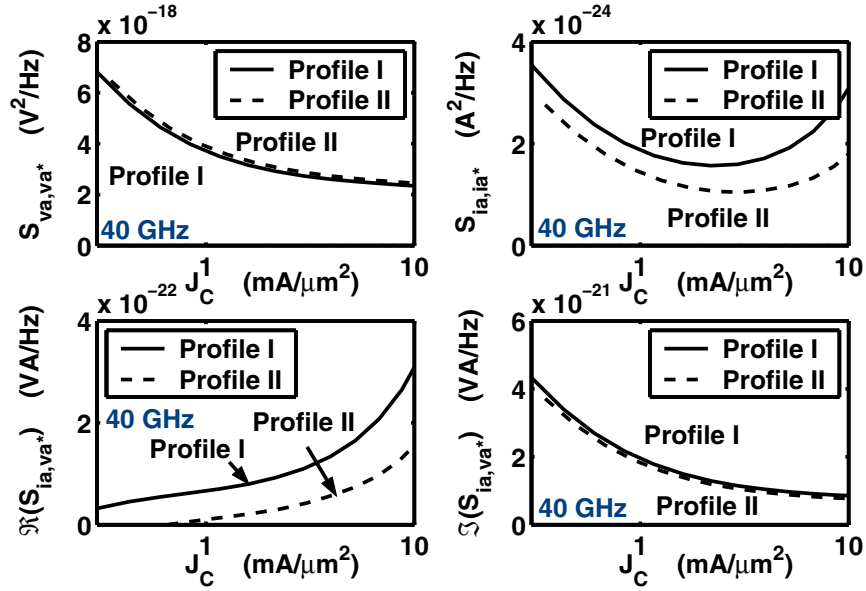 x 10⁻¹⁸
S_va,va* (V²/Hz)
8
6
4
2
0
Profile I
Profile II
Profile II
Profile I
40 GHz
1
10
J_C (mA/μm²)
x 10⁻²⁴
S_ia,ia* (A²/Hz)
4
2
0
Profile I
Profile II
Profile I
Profile II
40 GHz
1
10
J_C (mA/μm²)
x 10⁻²²
ℜ(S_ia,va*) (VA/Hz)
4
2
0
Profile I
Profile II
40 GHz
Profile II
Profile I
1
10
J_C (mA/μm²)
x 10⁻²¹
ℑ(S_ia,va*) (VA/Hz)
6
4
2
0
Profile I
Profile II
Profile I
Profile II
40 GHz
1
10
J_C (mA/μm²)